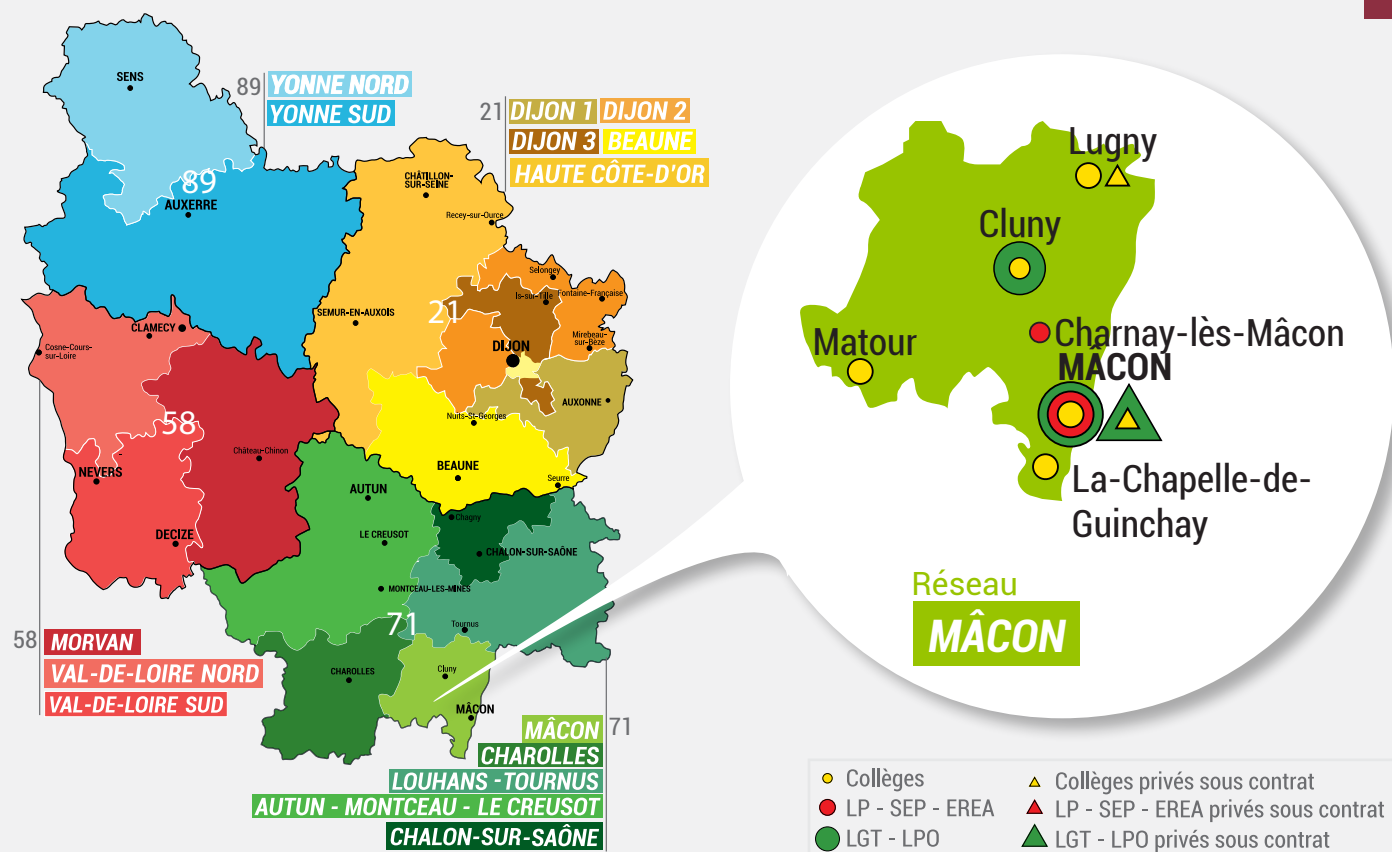 SENS
89
YONNE NORD
YONNE SUD
21
DIJON 1 DIJON 2
DIJON 3 BEAUNE
HAUTE CÔTE-D'OR
89
AUXERRE
CHÂTILLON-
SUR-SEINE
Recey-sur-Ource
Selongey
Is-sur-Tille
Fontaine-Française
SEMUR-EN-AUXOIS
21
Mirebeau-
sur-Bèze
DIJON
CLAMECY
Cosne-Cours-
sur-Loire
AUXONNE
Nuits-St-Georges
58
Château-Chinon
BEAUNE
NEVERS
Seurre
AUTUN
Chagny
DECIZE
LE CREUSOT
CHALON-SUR-SAÔNE
MONTCEAU-LES-MINES
71
Tournus
CHAROLLES
Cluny
MÂCON
58
MORVAN
VAL-DE-LOIRE NORD
VAL-DE-LOIRE SUD
71
MÂCON
CHAROLLES
LOUHANS - TOURNUS
AUTUN - MONTCEAU - LE CREUSOT
CHALON-SUR-SAÔNE
Lugny
Cluny
Charnay-lès-Mâcon
Matour
MÂCON
La-Chapelle-de-
Guinchay
Réseau
MÂCON
Collèges
Collèges privés sous contrat
LP - SEP - EREA
LP - SEP - EREA privés sous contrat
LGT - LPO
LGT - LPO privés sous contrat